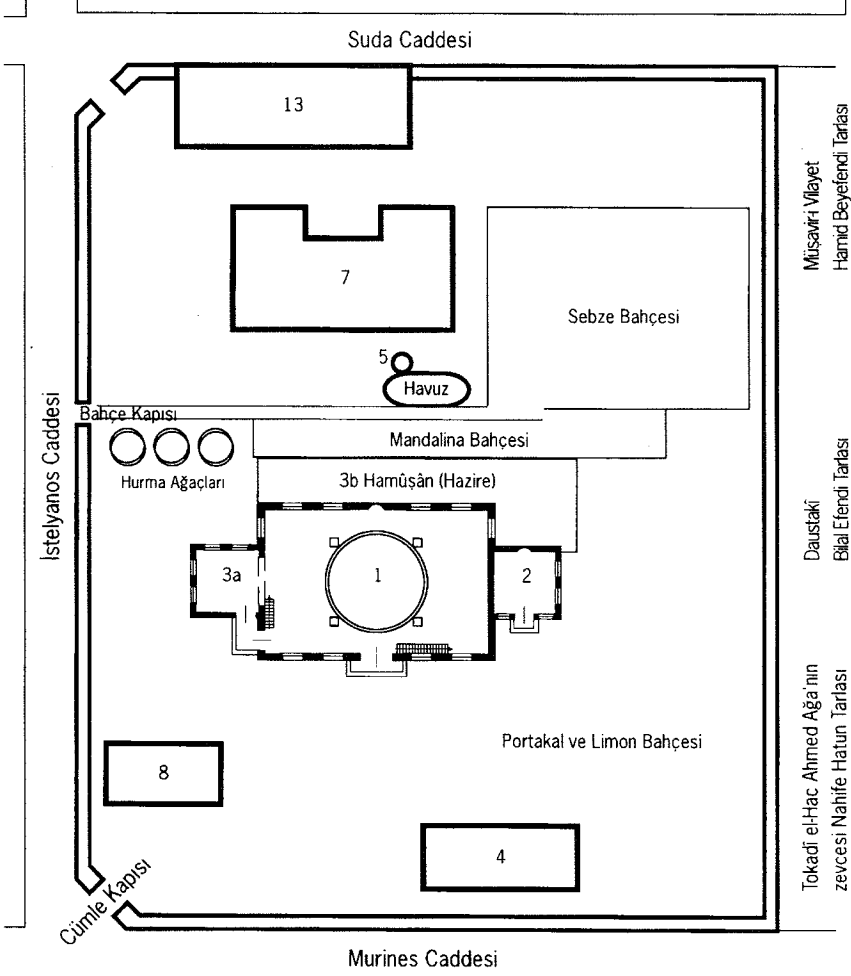 Suda Caddesi
13
Müşaviri Vilayet
Hamid Beyefendi Tarlası
7
Sebze Bahçesi
5
Havuz
İstelyanos Caddesi
Bahçe Kapısı
Mandalina Bahçesi
Hurma Ağaçları
3b Hamûşân (Hazire)
Daustaki
Bilal Efendi Tarlası
3a
1
2
Portakal ve Limon Bahçesi
Tokadî el-Hac Ahmed Ağa'nın
zevcesi Nahife Hatun Tarlası
8
4
Cümle Kapısı
Murines Caddesi